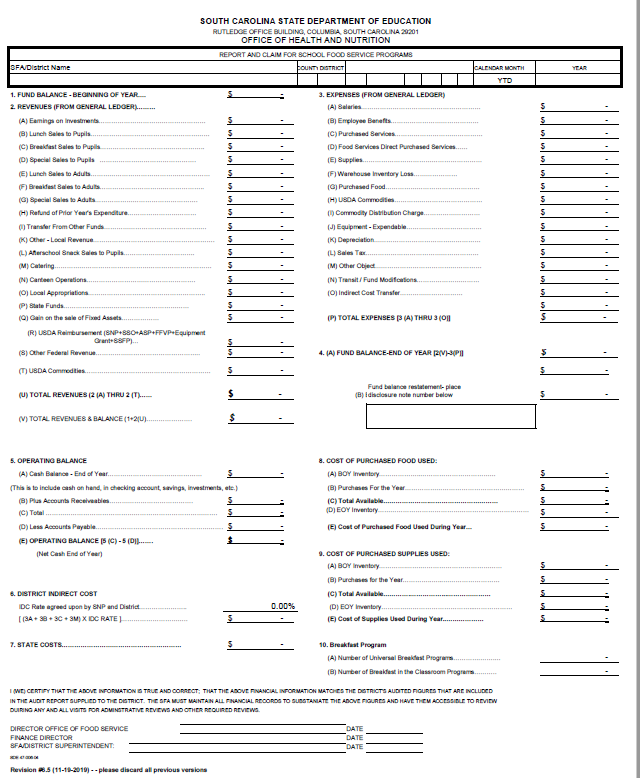 SOUTH CAROLINA STATE DEPARTMENT OF EDUCATION
RUTLEDGE OFFICE BUILDING, COLUMBIA, SOUTH CAROLINA 29201
OFFICE OF HEALTH AND NUTRITION
REPORT AND CLAIM FOR SCHOOL FOOD SERVICE PROGRAMS
SFA/District Name COUNTY DISTRICT CALENDAR MONTH YEAR
YTD
1. FUND BALANCE - BEGINNING OF YEAR.... $ -
2. REVENUES (FROM GENERAL LEDGER).........
(A) Earnings on Investments................. $ -
(B) Lunch Sales to Pupils................. $ -
(C) Breakfast Sales to Pupils................. $ -
(D) Special Sales to Pupils ................. $ -
(E) Lunch Sales to Adults................. $ -
(F) Breakfast Sales to Adults................. $ -
(G) Special Sales to Adults................. $ -
(H) Refund of Prior Year's Expenditure................. $ -
(I) Transfer From Other Funds................. $ -
(K) Other - Local Revenue................. $ -
(L) Afterschool Snack Sales to Pupils................. $ -
(M) Catering................. $ -
(N) Canteen Operations................. $ -
(O) Local Appropriations................. $ -
(P) State Funds................. $ -
(Q) Gain on the sale of Fixed Assets................. $ -
(R) USDA Reimbursement (SNP+SSO+ASP+FFVP+Equipment
Grant+SSFP)... $ -
(S) Other Federal Revenue................. $ -
(T) USDA Commodities................. $ -
(U) TOTAL REVENUES (2 (A) THRU 2 (T)...... $ -
(V) TOTAL REVENUES & BALANCE (1+2(U)........ $ -
3. EXPENSES (FROM GENERAL LEDGER)
(A) Salaries................. $ -
(B) Employee Benefits................. $ -
(C) Purchased Services................. $ -
(D) Food Services Direct Purchased Services...... $ -
(E) Supplies................. $ -
(F) Warehouse Inventory Loss................. $ -
(G) Purchased Food................. $ -
(H) USDA Commodities................. $ -
(I) Commodity Distribution Charge................. $ -
(J) Equipment - Expendable................. $ -
(K) Depreciation................. $ -
(L) Sales Tax................. $ -
(M) Other Object................. $ -
(N) Transit / Fund Modifications................. $ -
(O) Indirect Cost Transfer................. $ -
(P) TOTAL EXPENSES [3 (A) THRU 3 (O)] $ -
4. (A) FUND BALANCE-END OF YEAR [2(V)-3(P)] $ -
$ -
Fund balance restatement- place
(B) disclosure note number below $ -
5. OPERATING BALANCE
(A) Cash Balance - End of Year................. $ -
(This is to include cash on hand, in checking account, savings, investments, etc.)
(B) Plus Accounts Receivables................. $ -
(C) Total ................. $ -
(D) Less Accounts Payable................. $ -
(E) OPERATING BALANCE [5 (C) - 5 (D)]....... $ -
(Net Cash End of Year)
6. DISTRICT INDIRECT COST
IDC Rate agreed upon by SNP and District................. 0.00%
[ (3A + 3B + 3C + 3M) X IDC RATE ]................. $ -
7. STATE COSTS................. $ -
8. COST OF PURCHASED FOOD USED:
(A) BOY Inventory................. $ -
(B) Purchases For the Year................. $ -
(C) Total Available................. $ -
(D) EOY Inventory................. $ -
(E) Cost of Purchased Food Used During Year... $ -
9. COST OF PURCHASED SUPPLIES USED:
(A) BOY Inventory................. $ -
(B) Purchases for the Year................. $ -
(C) Total Available................. $ -
(D) EOY Inventory................. $ -
(E) Cost of Supplies Used During Year................. $ -
10. Breakfast Program
(A) Number of Universal Breakfast Programs................. -
(B) Number of Breakfast in the Classroom Programs................. -
I (WE) CERTIFY THAT THE ABOVE INFORMATION IS TRUE AND CORRECT; THAT THE ABOVE FINANCIAL INFORMATION MATCHES THE DISTRICT'S AUDITED FIGURES THAT ARE INCLUDED
IN THE AUDIT REPORT SUPPLIED TO THE DISTRICT. THE SFA MUST MAINTAIN ALL FINANCIAL RECORDS TO SUBSTANIATE THE ABOVE FIGURES AND HAVE THEM ACCESSIBLE TO REVIEW
DURING ANY AND ALL VISITS FOR ADMINSTRATIVE REVIEWS AND OTHER REQUIRED REVIEWS.
DIRECTOR OFFICE OF FOOD SERVICE DATE
FINANCE DIRECTOR DATE
SFA/DISTRICT SUPERINTENDENT: DATE
Revision #6.5 (11-19-2019) - - please discard all previous versions